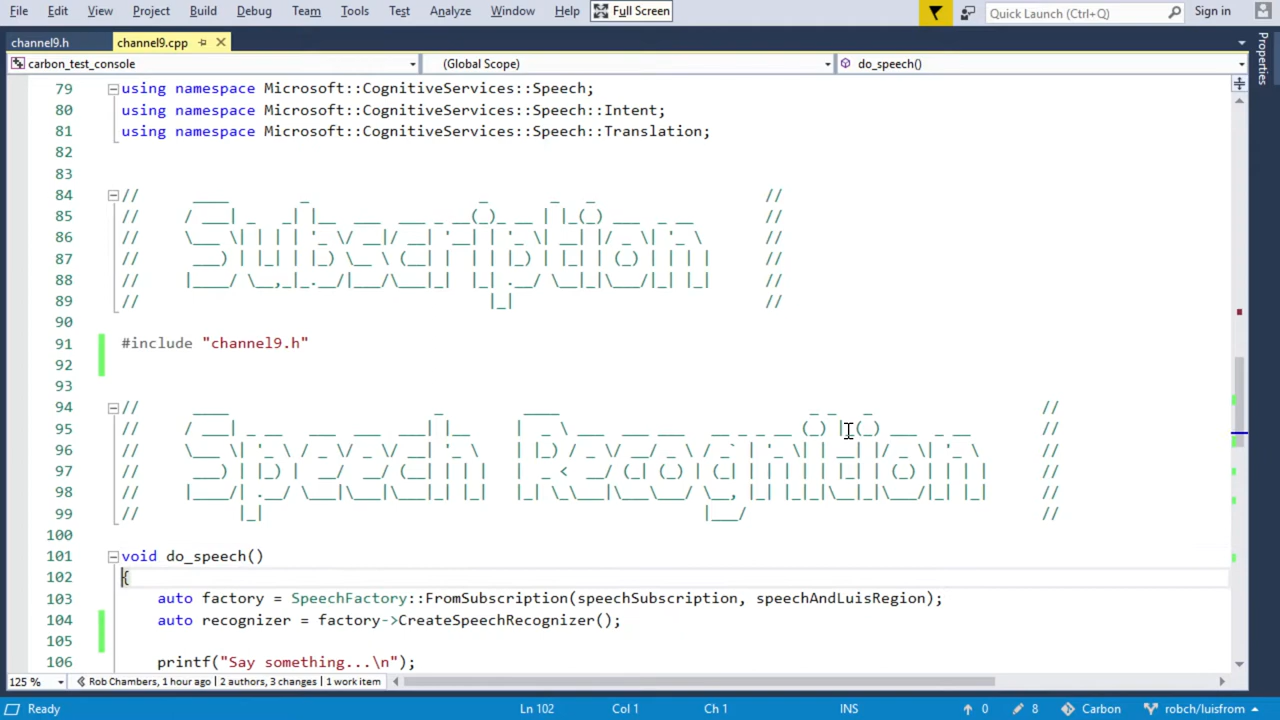 File Edit View Project Build Debug Team Tools Test Analyze Window Help Full Screen Quick Launch (Ctrl+Q) Sign in
channel9.h channel9.cpp
carbon_test_console (Global Scope) do_speech()
Properties
79 using namespace Microsoft::CognitiveServices::Speech;
80 using namespace Microsoft::CognitiveServices::Speech::Intent;
81 using namespace Microsoft::CognitiveServices::Speech::Translation;
82
83
84 // //
85 // //
86 // Subscription //
87 // //
88 // //
89 // //
90
91 #include "channel9.h"
92
93
94 // //
95 // //
96 // Speech Recognition //
97 // //
98 // //
99 // //
100
101 void do_speech()
102 {
103 auto factory = SpeechFactory::FromSubscription(speechSubscription, speechAndLuisRegion);
104 auto recognizer = factory->CreateSpeechRecognizer();
105
106 printf("Say something...\n");
125 % Rob Chambers, 1 hour ago | 2 authors, 3 changes | 1 work item
Ready Ln 102 Col 1 Ch 1 INS 0 8 Carbon robch/luisfrom